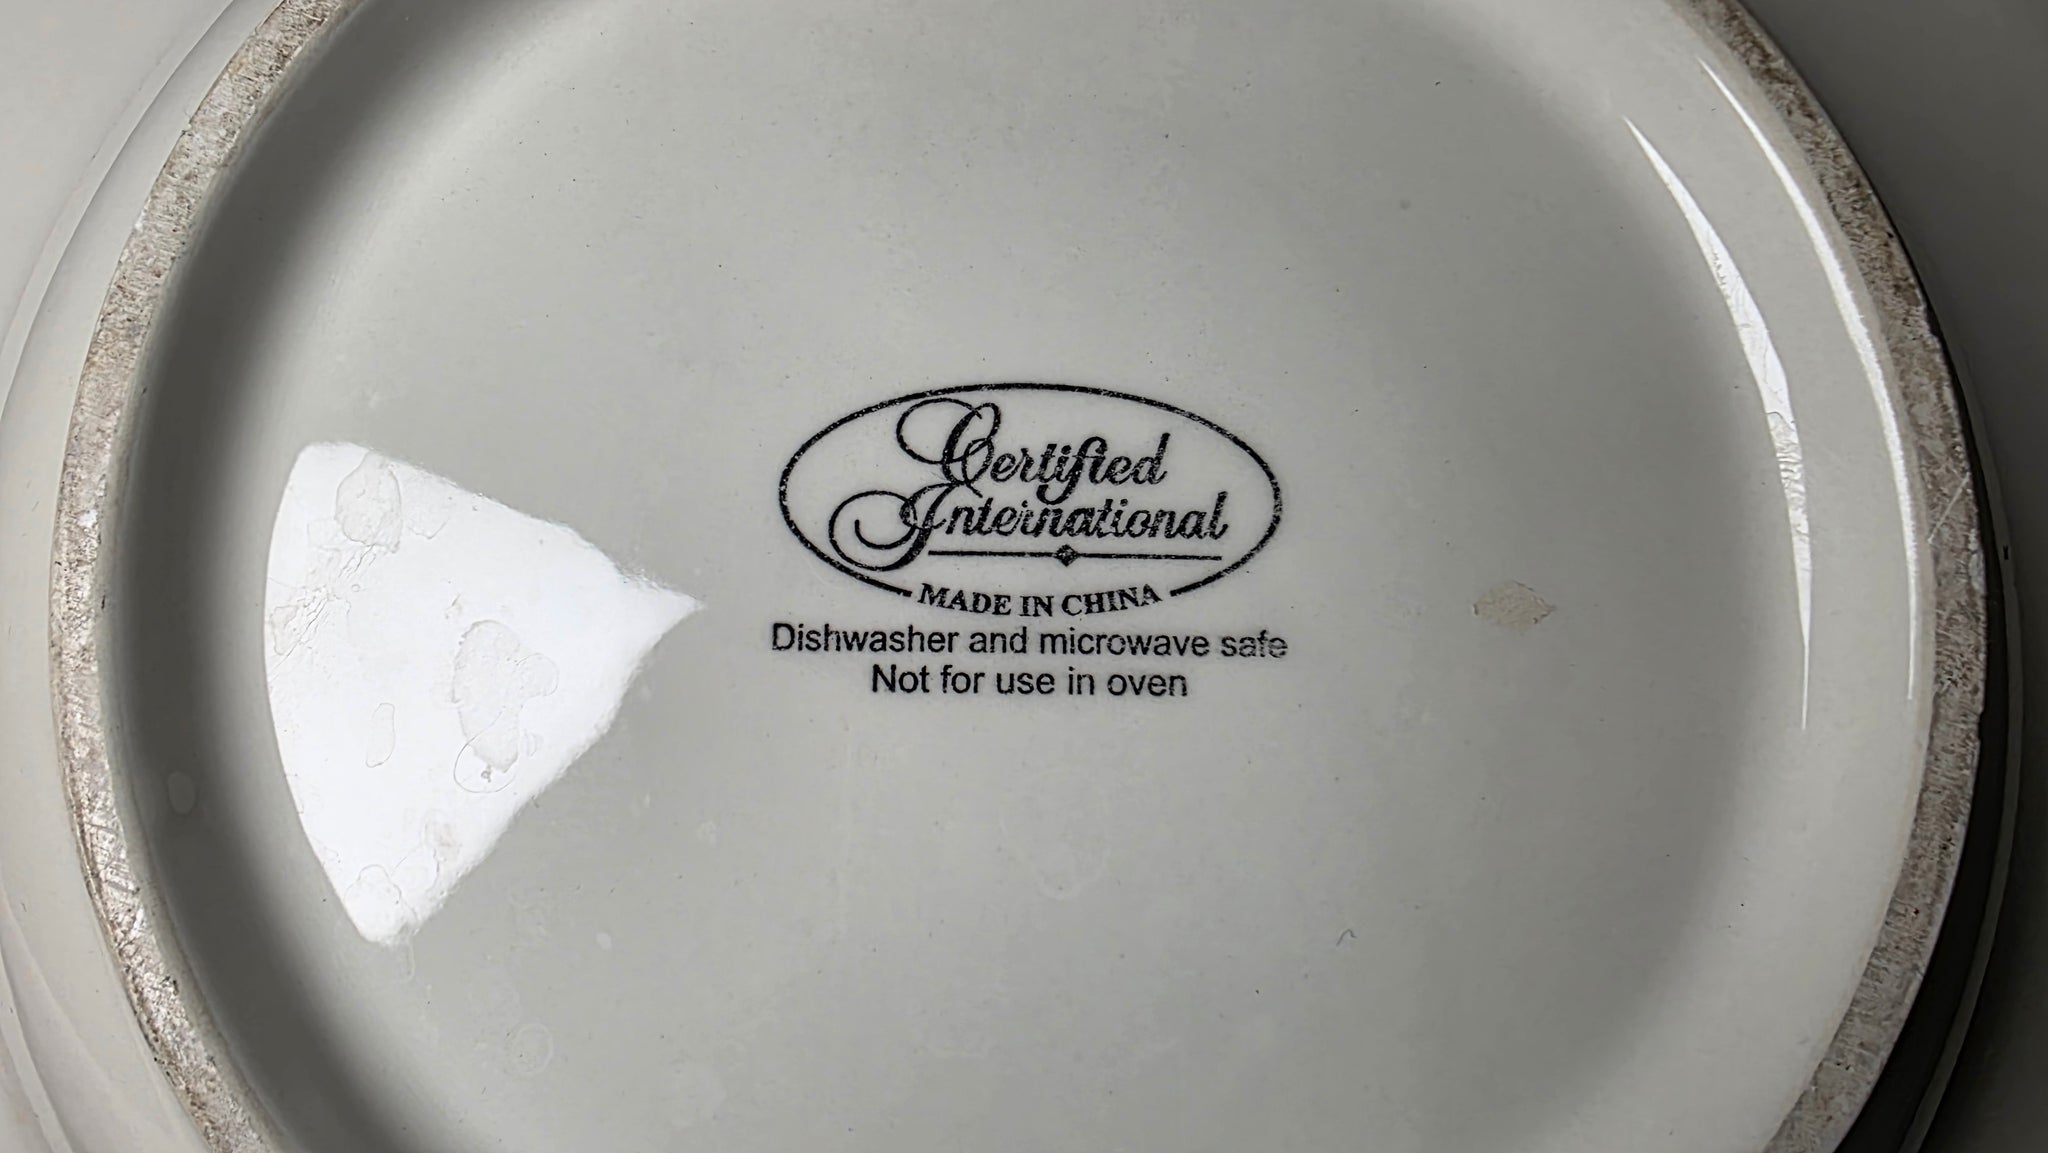 Certified
International
MADE IN CHINA
Dishwasher and microwave safe
Not for use in oven